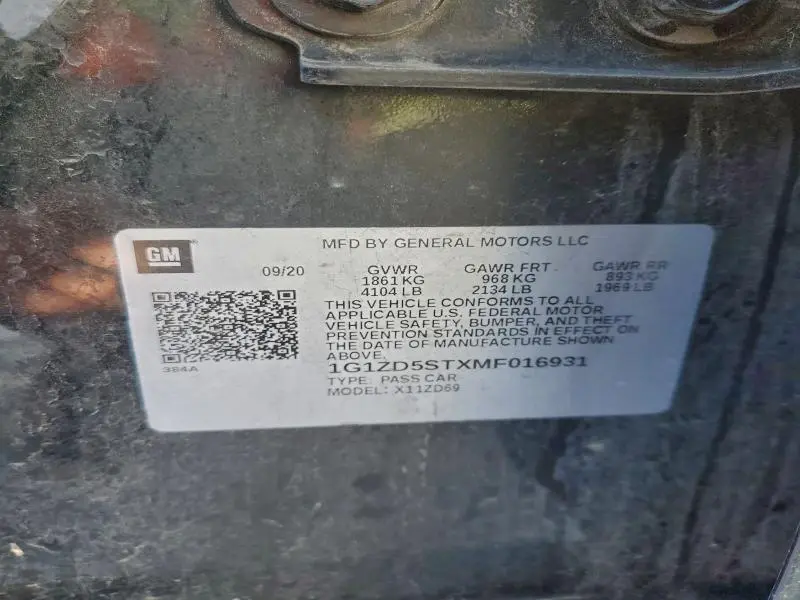 GM
MFD BY GENERAL MOTORS LLC
09/20 GVWR GAWR FRT GAWR RR
1861 KG 968 KG 893 KG
4104 LB 2134 LB 1969 LB
THIS VEHICLE CONFORMS TO ALL
APPLICABLE U.S. FEDERAL MOTOR
VEHICLE SAFETY, BUMPER, AND THEFT
PREVENTION STANDARDS IN EFFECT ON
THE DATE OF MANUFACTURE SHOWN
ABOVE.
384A
1G1ZD5STXMF016931
TYPE: PASS CAR
MODEL: X11ZD69